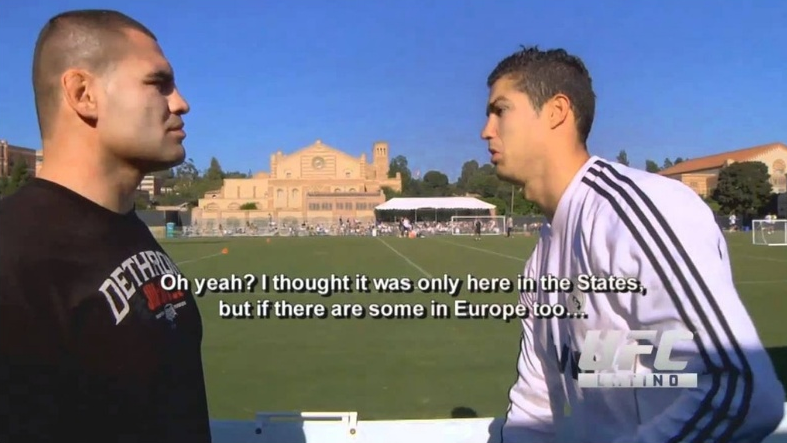 DETHRO
Oh yeah? I thought it was only here in the States,
but if there are some in Europe too...
UFC
LATINO